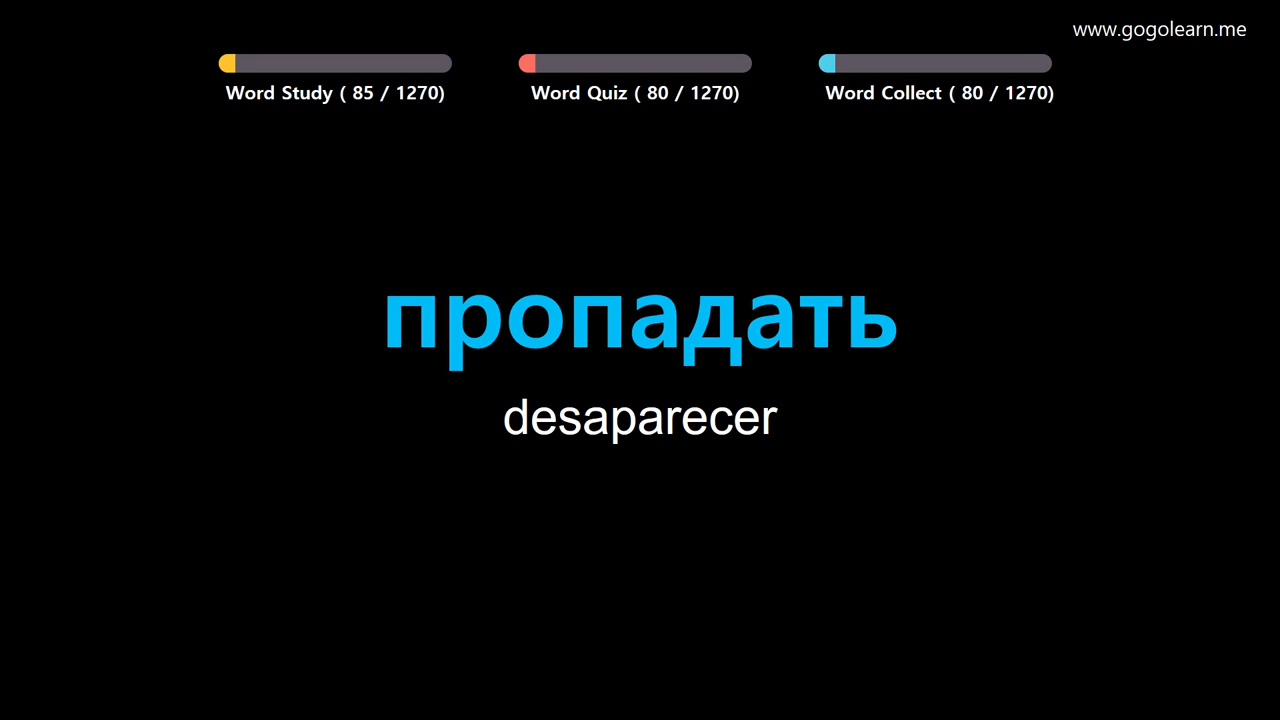 www.gogolearn.me
Word Study ( 85 / 1270)
Word Quiz ( 80 / 1270)
Word Collect ( 80 / 1270)
пропадать
desaparecer